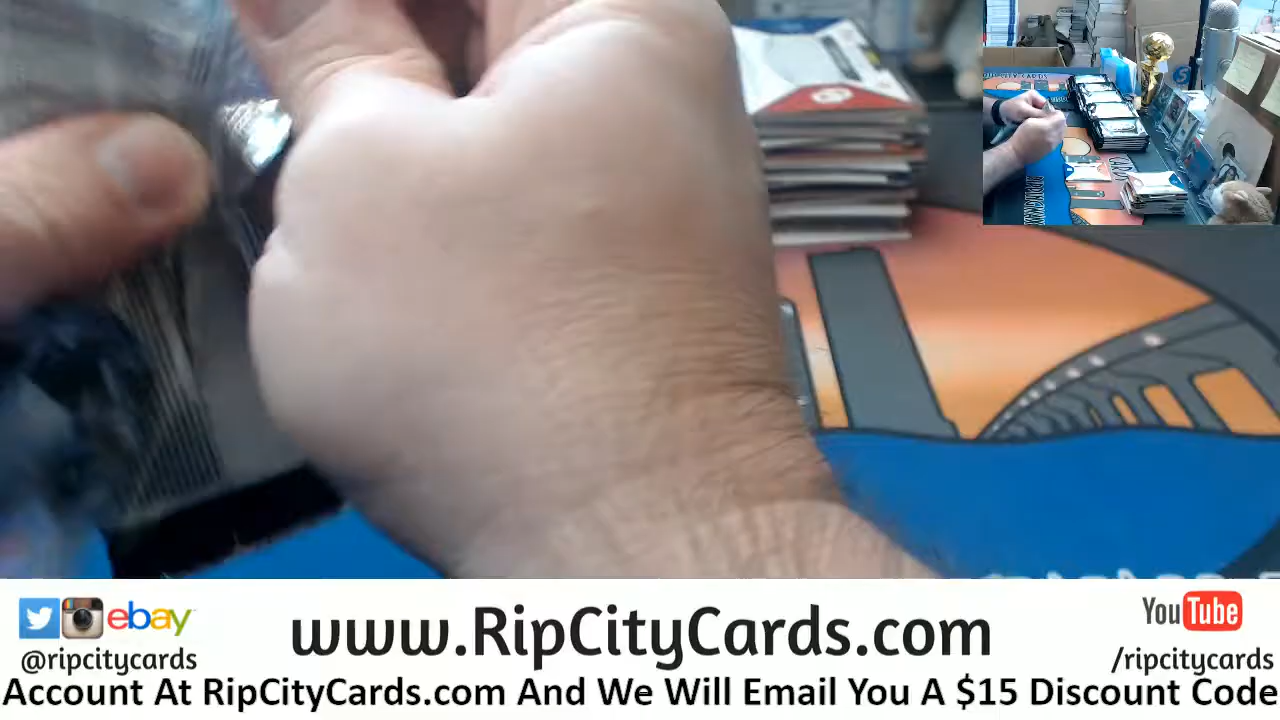 ebay
@ripcitycards
www.RipCityCards.com
YouTube
/ripcitycards
Account At RipCityCards.com And We Will Email You A $15 Discount Code